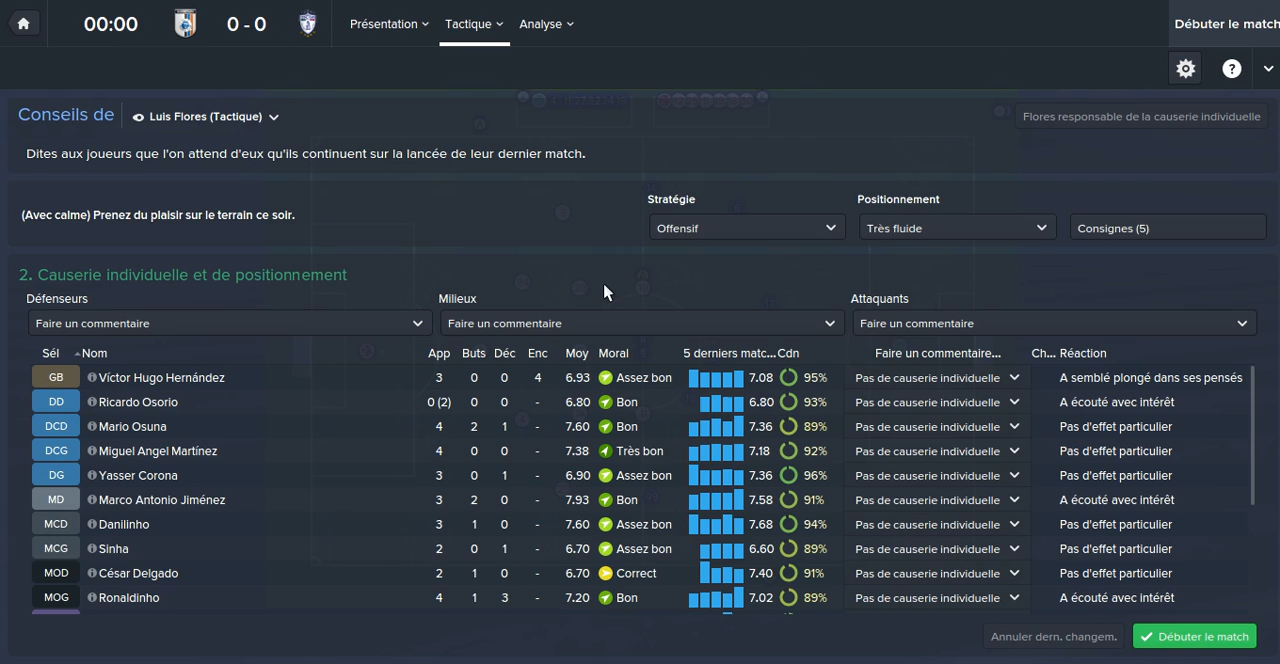 00:00 0 - 0 Présentation Tactique Analyse Débuter le match
?
Conseils de Luis Flores (Tactique) Flores responsable de la causerie individuelle
Dites aux joueurs que l'on attend d'eux qu'ils continuent sur la lancée de leur dernier match.
Stratégie Positionnement
(Avec calme) Prenez du plaisir sur le terrain ce soir.
Offensif Très fluide Consignes (5)
2. Causerie individuelle et de positionnement
Défenseurs Milieux Attaquants
Faire un commentaire Faire un commentaire Faire un commentaire
Sél Nom App Buts Déc Enc Moy Moral 5 derniers matc... Cdn Faire un commentaire... Ch... Réaction
GB Víctor Hugo Hernández 3 0 0 4 6.93 Assez bon 7.08 95% Pas de causerie individuelle A semblé plongé dans ses pensés
DD Ricardo Osorio 0 (2) 0 0 - 6.80 Bon 6.80 93% Pas de causerie individuelle A écouté avec intérêt
DCD Mario Osuna 4 2 1 - 7.60 Bon 7.36 89% Pas de causerie individuelle Pas d'effet particulier
DCG Miguel Angel Martínez 4 0 0 - 7.38 Très bon 7.18 92% Pas de causerie individuelle Pas d'effet particulier
DG Yasser Corona 3 0 1 - 6.90 Assez bon 7.36 96% Pas de causerie individuelle Pas d'effet particulier
MD Marco Antonio Jiménez 3 2 0 - 7.93 Bon 7.58 91% Pas de causerie individuelle A écouté avec intérêt
MCD Danilinho 3 1 0 - 7.60 Assez bon 7.68 94% Pas de causerie individuelle Pas d'effet particulier
MCG Sinha 2 0 1 - 6.70 Assez bon 6.60 89% Pas de causerie individuelle Pas d'effet particulier
MOD César Delgado 2 1 0 - 6.70 Correct 7.40 91% Pas de causerie individuelle Pas d'effet particulier
MOG Ronaldinho 4 1 3 - 7.20 Bon 7.02 89% Pas de causerie individuelle A écouté avec intérêt
Annuler dern. changem. Débuter le match